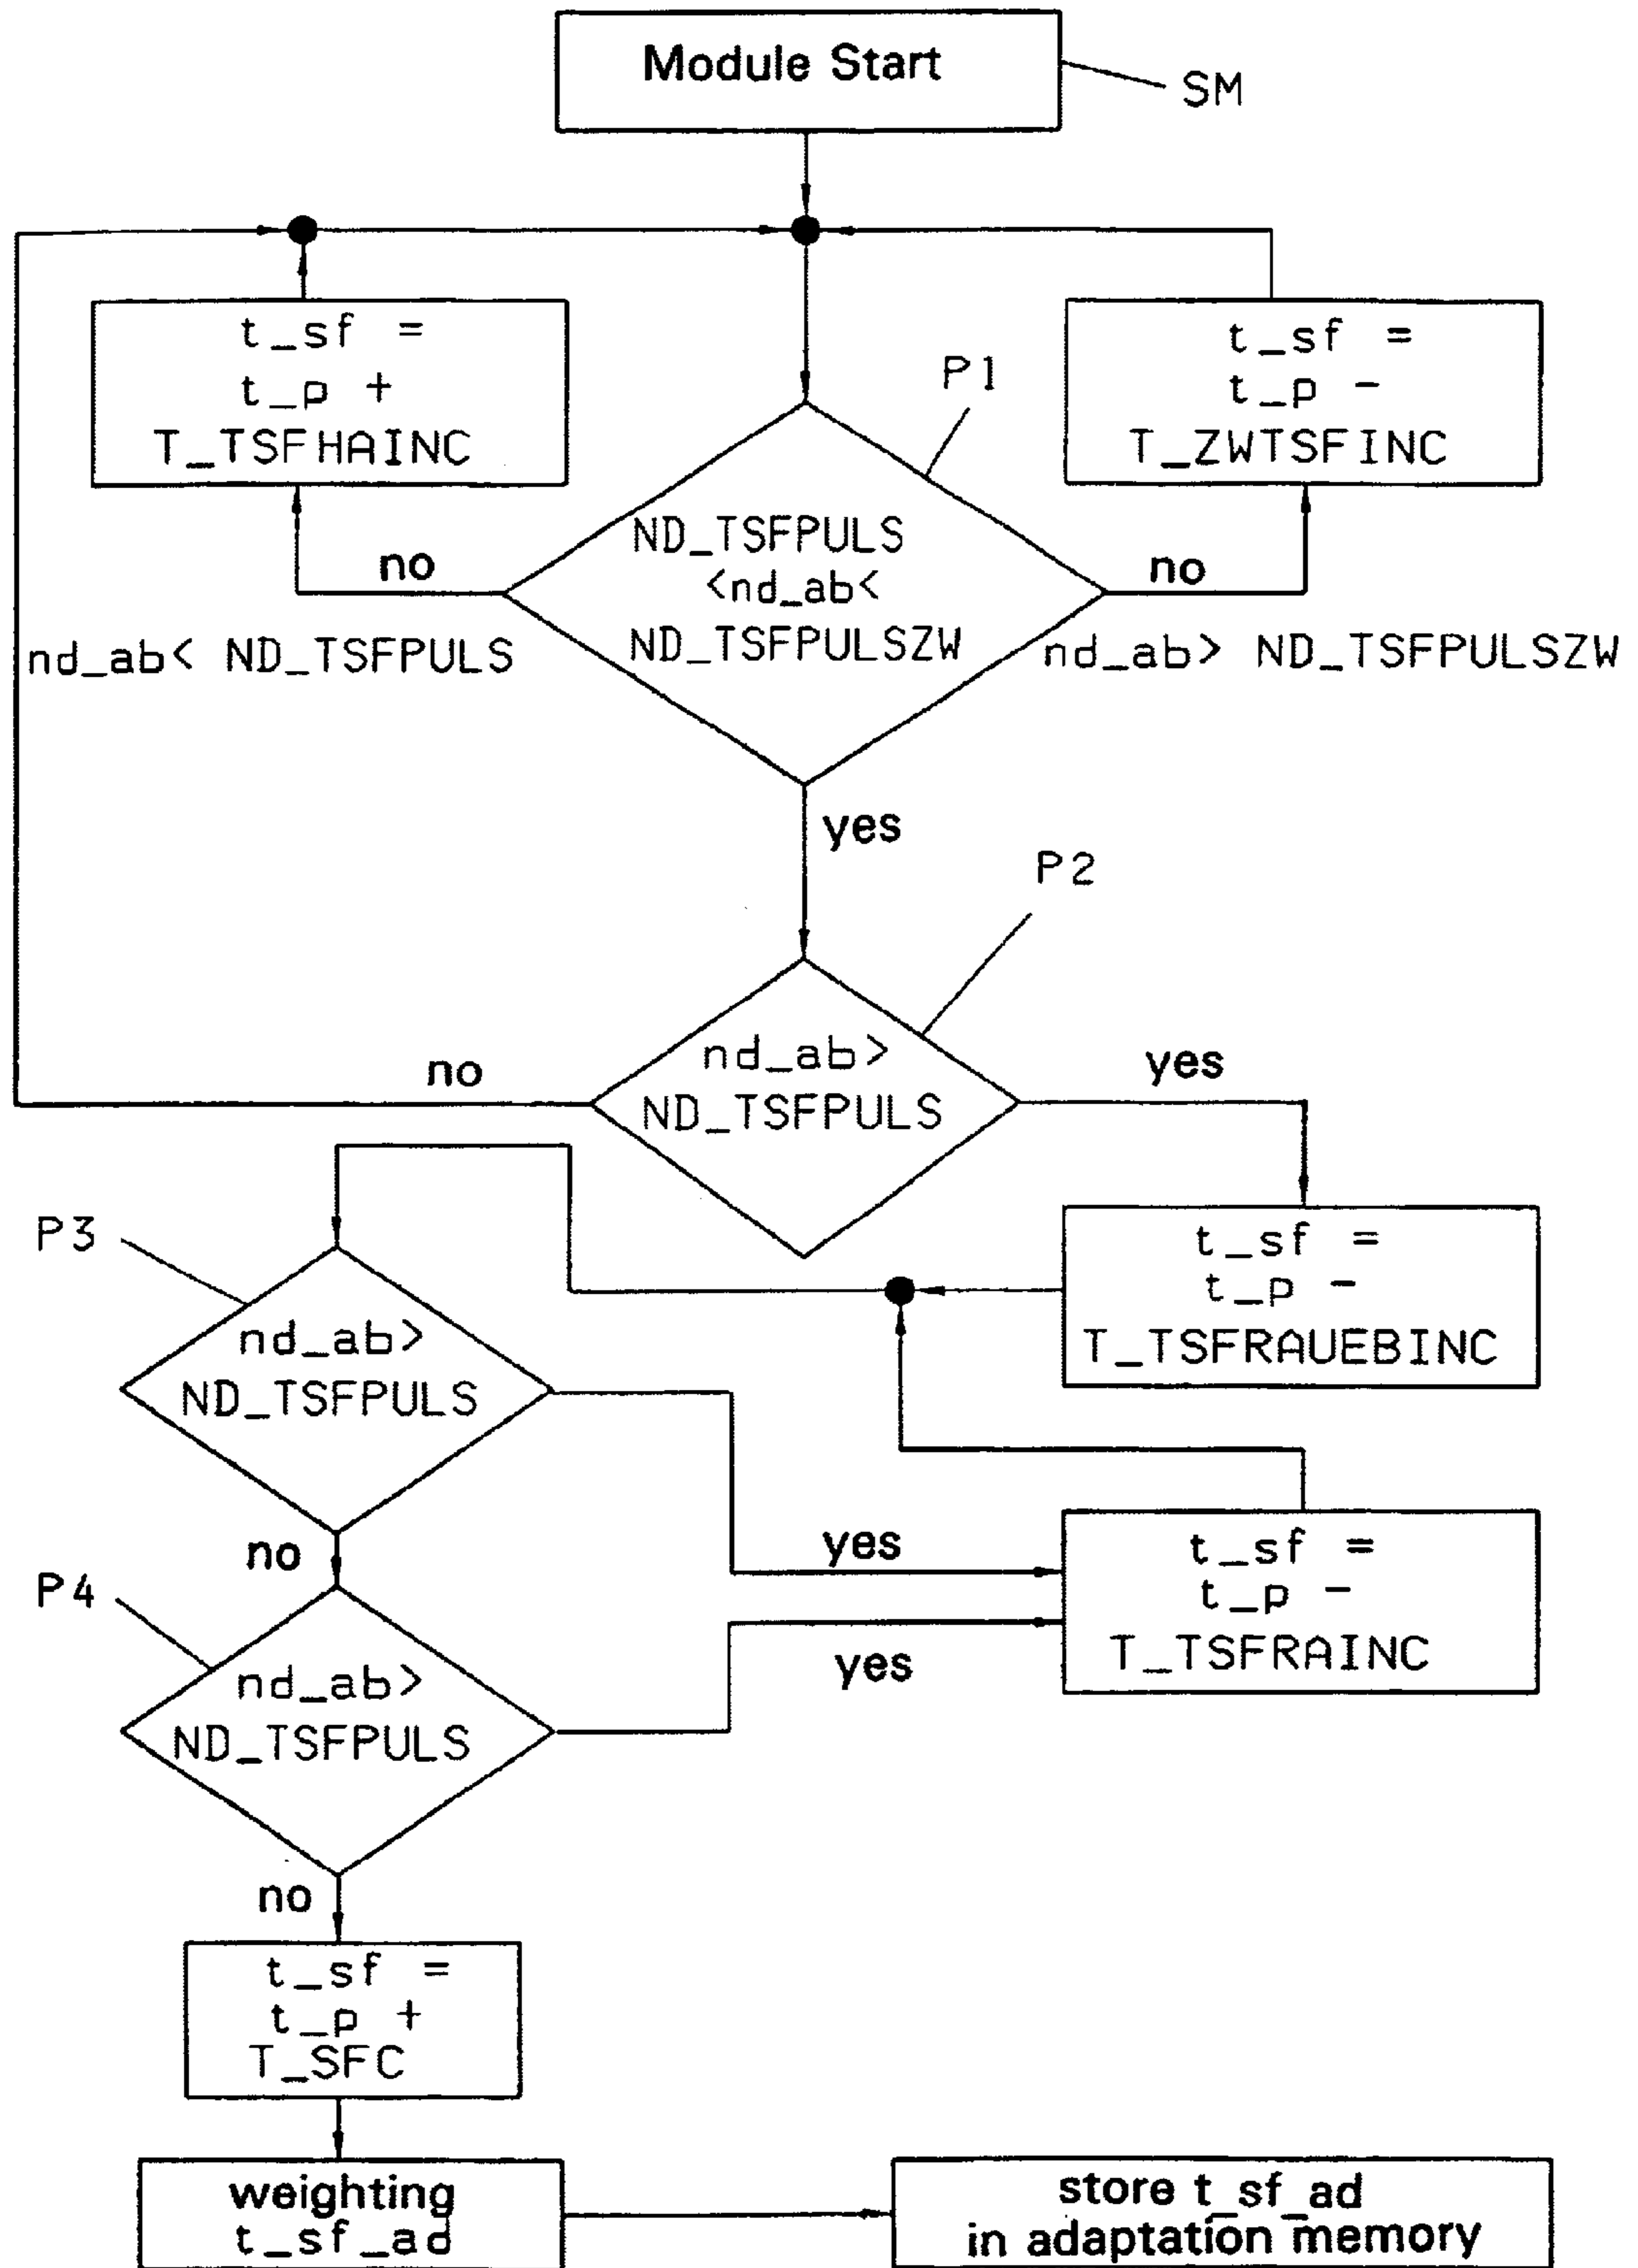 Module Start
SM
t_sf =
t_p +
T_TSFHAINC
t_sf =
t_p -
T_ZWTSFINC
P1
ND_TSFPULS
<nd_ab<
ND_TSFPULSZW
no
no
nd_ab< ND_TSFPULS
nd_ab> ND_TSFPULSZW
yes
P2
nd_ab>
ND_TSFPULS
no
yes
P3
t_sf =
t_p -
T_TSFRAUEBINC
nd_ab>
ND_TSFPULS
no
yes
t_sf =
t_p -
T_TSFRAINC
P4
nd_ab>
ND_TSFPULS
yes
no
t_sf =
t_p +
T_SFC
weighting
t_sf_ad
store t_sf_ad
in adaptation memory